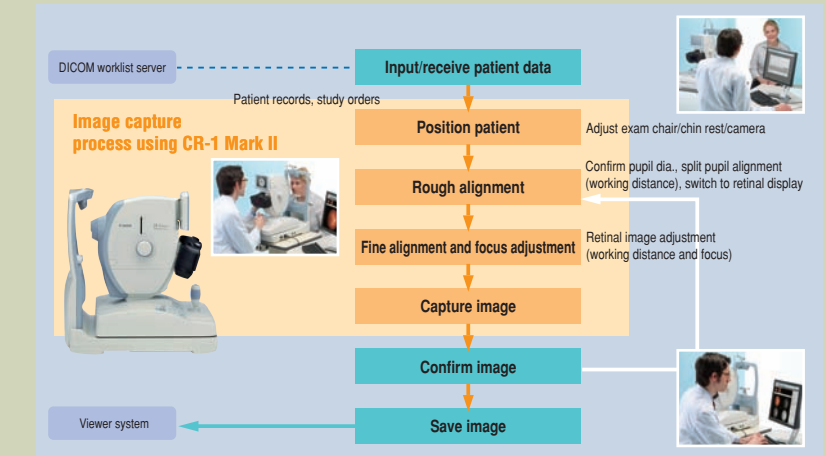 DICOM worklist server
Input/receive patient data
Patient records, study orders
Image capture
process using CR-1 Mark II
Position patient
Adjust exam chair/chin rest/camera
Rough alignment
Confirm pupil dia., split pupil alignment
(working distance), switch to retinal display
Fine alignment and focus adjustment
Retinal image adjustment
(working distance and focus)
Capture image
Confirm image
Viewer system
Save image